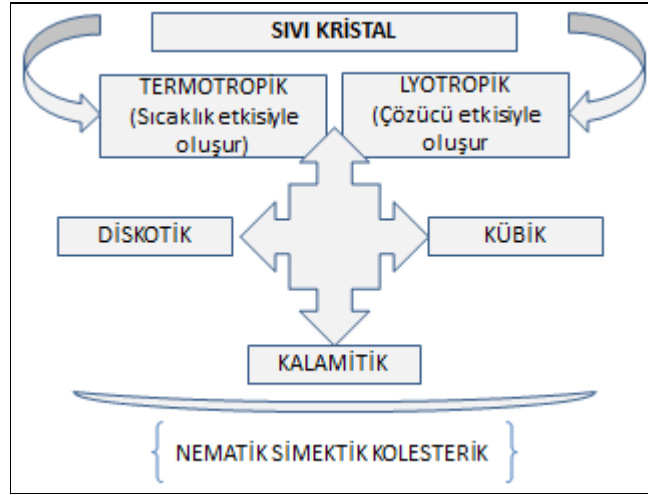 SIVI KRİSTAL
TERMOTROPİK
(Sıcaklık etkisiyle
oluşur)
LYOTROPİK
(Çözücü etkisiyle
oluşur
DİSKOTİK
KÜBİK
KALAMİTİK
NEMATİK SİMEKTİK KOLESTERİK